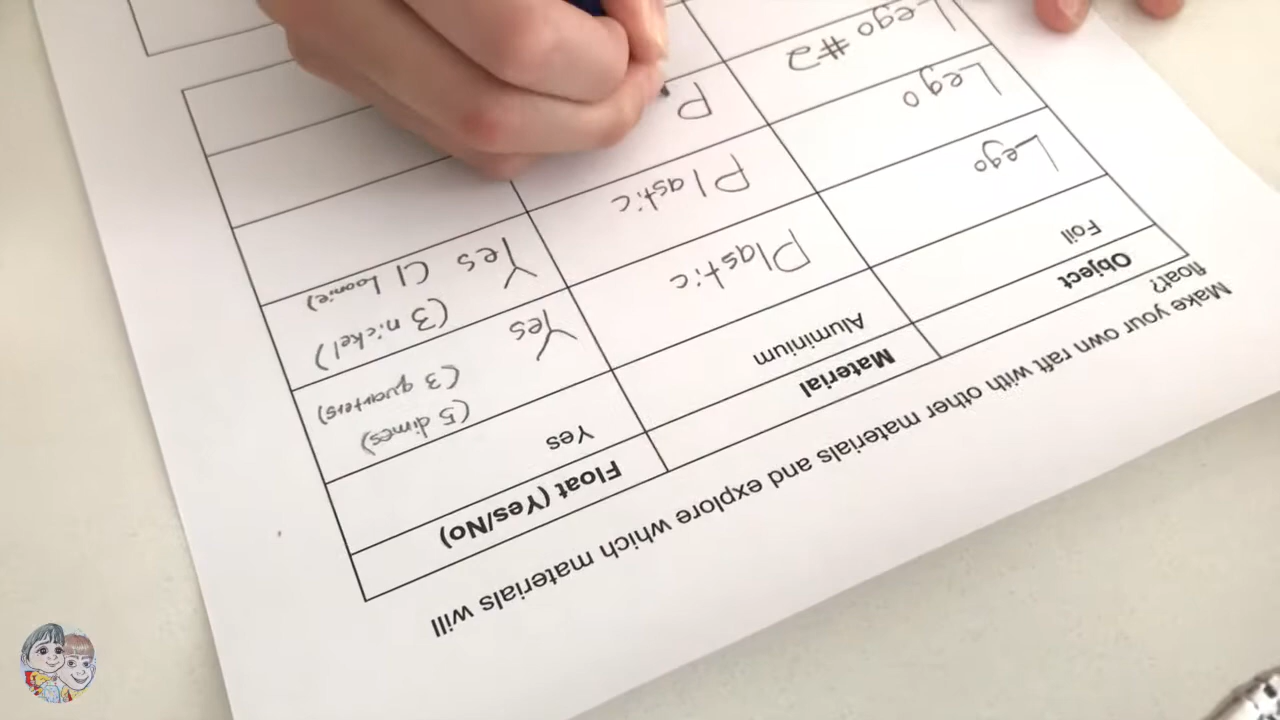 Make your own raft with other materials and explore which materials will
float?
Object Material Float (Yes/No)
Foil Aluminium Yes
Lego Plastic Yes (5 dimes)
(3 quarters)
Lego Plastic Yes (3 nickel)
(1 Loonie)
Lego #2 P